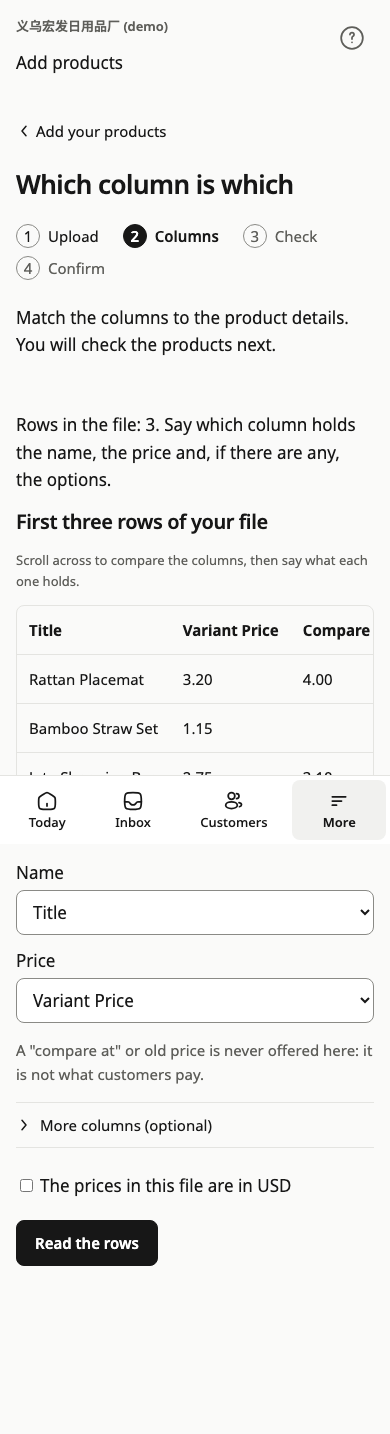 义乌宏发日用品厂 (demo)
Add products
Add your products
Which column is which
1 Upload 2 Columns 3 Check
4 Confirm
Match the columns to the product details.
You will check the products next.
Rows in the file: 3. Say which column holds
the name, the price and, if there are any,
the options.
First three rows of your file
Scroll across to compare the columns, then say what each
one holds.
Title Variant Price Compare
Rattan Placemat 3.20 4.00
Bamboo Straw Set 1.15
Today Inbox Customers More
Name
Title
Price
Variant Price
A "compare at" or old price is never offered here: it
is not what customers pay.
More columns (optional)
The prices in this file are in USD
Read the rows